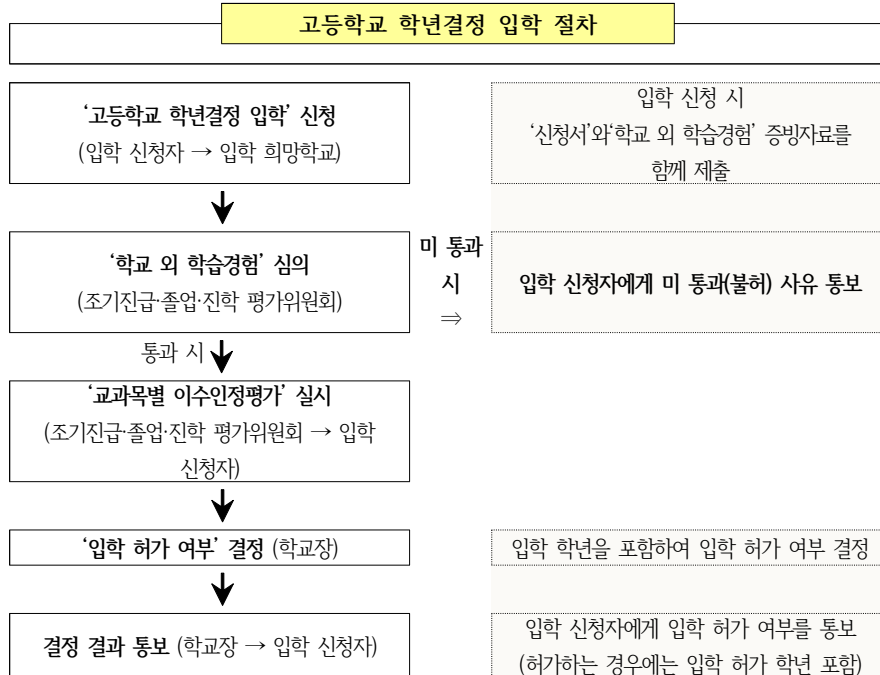 고등학교 학년결정 입학 절차
‘고등학교 학년결정 입학’ 신청
(입학 신청자 → 입학 희망학교)
입학 신청 시
‘신청서’와‘학교 외 학습경험’ 증빙자료를
함께 제출
‘학교 외 학습경험’ 심의
(조기진급·졸업·진학 평가위원회)
미 통과
시
⇒
입학 신청자에게 미 통과(불허) 사유 통보
통과 시
‘교과목별 이수인정평가’ 실시
(조기진급·졸업·진학 평가위원회 → 입학
신청자)
‘입학 허가 여부’ 결정 (학교장)
입학 학년을 포함하여 입학 허가 여부 결정
결정 결과 통보 (학교장 → 입학 신청자)
입학 신청자에게 입학 허가 여부를 통보
(허가하는 경우에는 입학 허가 학년 포함)